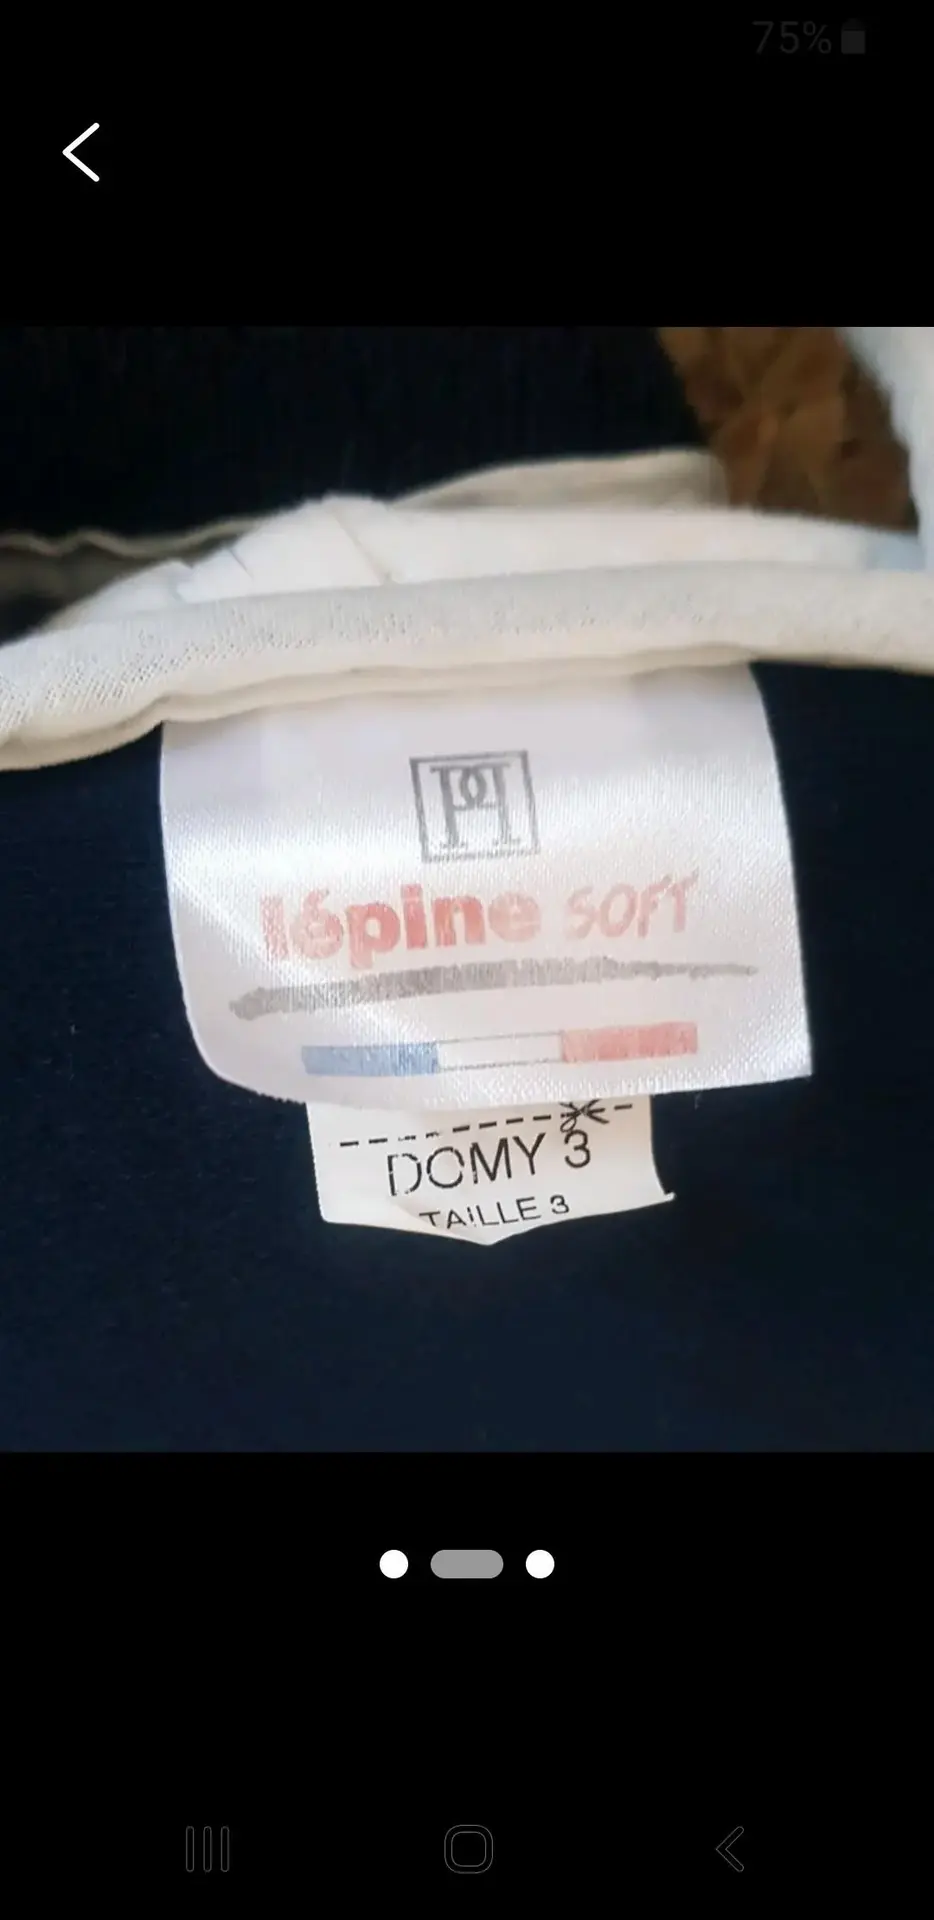 75%
lépine SOFT
DOMY 3
TAILLE 3